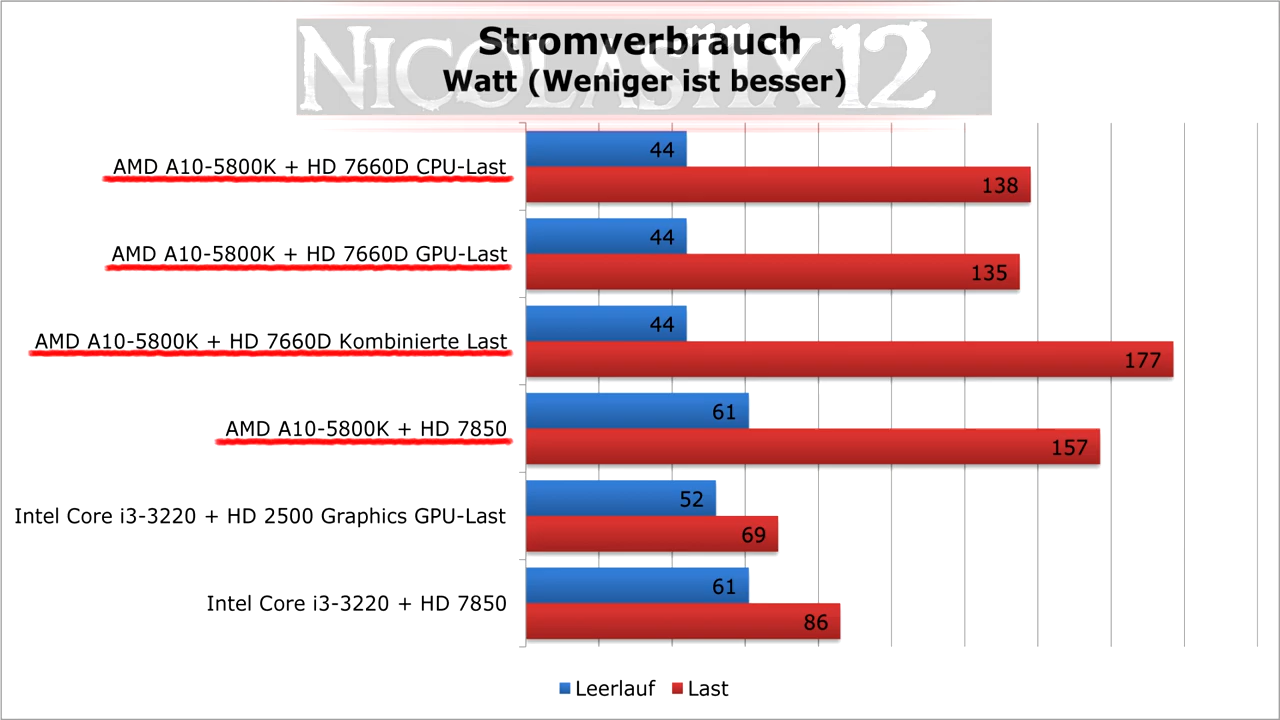 NICOLASIIX12
Stromverbrauch
Watt (Weniger ist besser)
AMD A10-5800K + HD 7660D CPU-Last
44
138
AMD A10-5800K + HD 7660D GPU-Last
44
135
AMD A10-5800K + HD 7660D Kombinierte Last
44
177
AMD A10-5800K + HD 7850
61
157
Intel Core i3-3220 + HD 2500 Graphics GPU-Last
52
69
Intel Core i3-3220 + HD 7850
61
86
Leerlauf Last